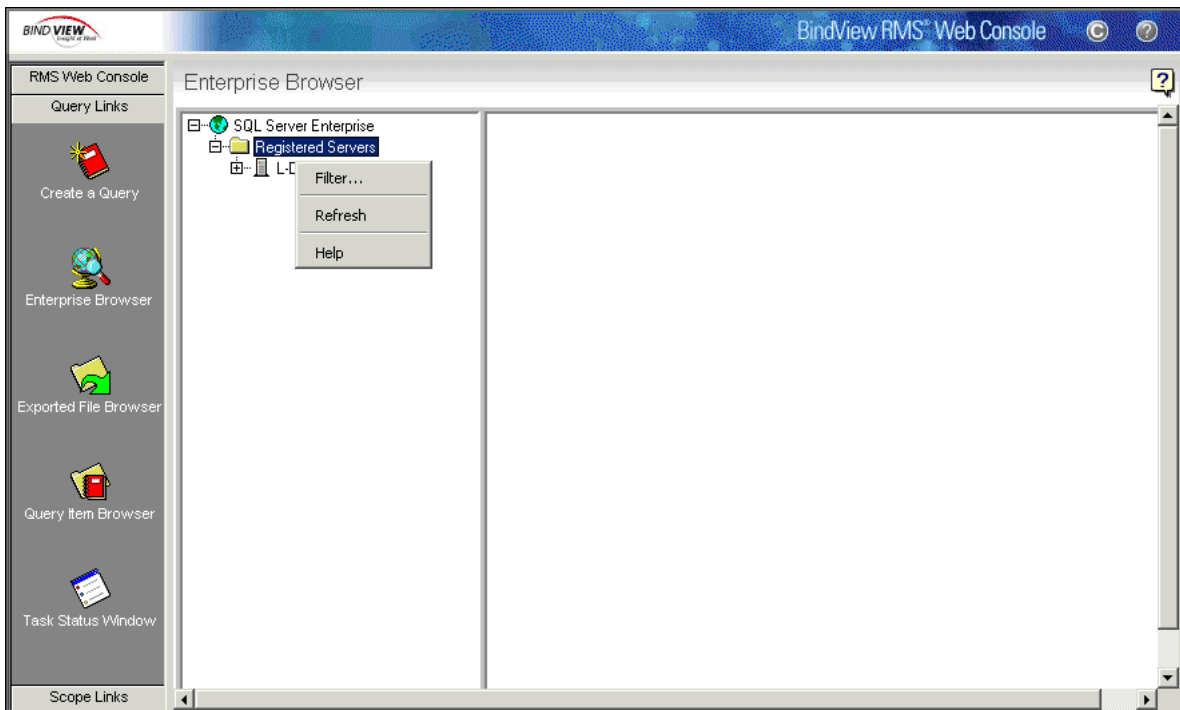 BIND VIEW
BindView RMS® Web Console
RMS Web Console
Query Links
Create a Query
Enterprise Browser
Exported File Browser
Query Item Browser
Task Status Window
Scope Links
Enterprise Browser
SQL Server Enterprise
Registered Servers
Filter...
Refresh
Help